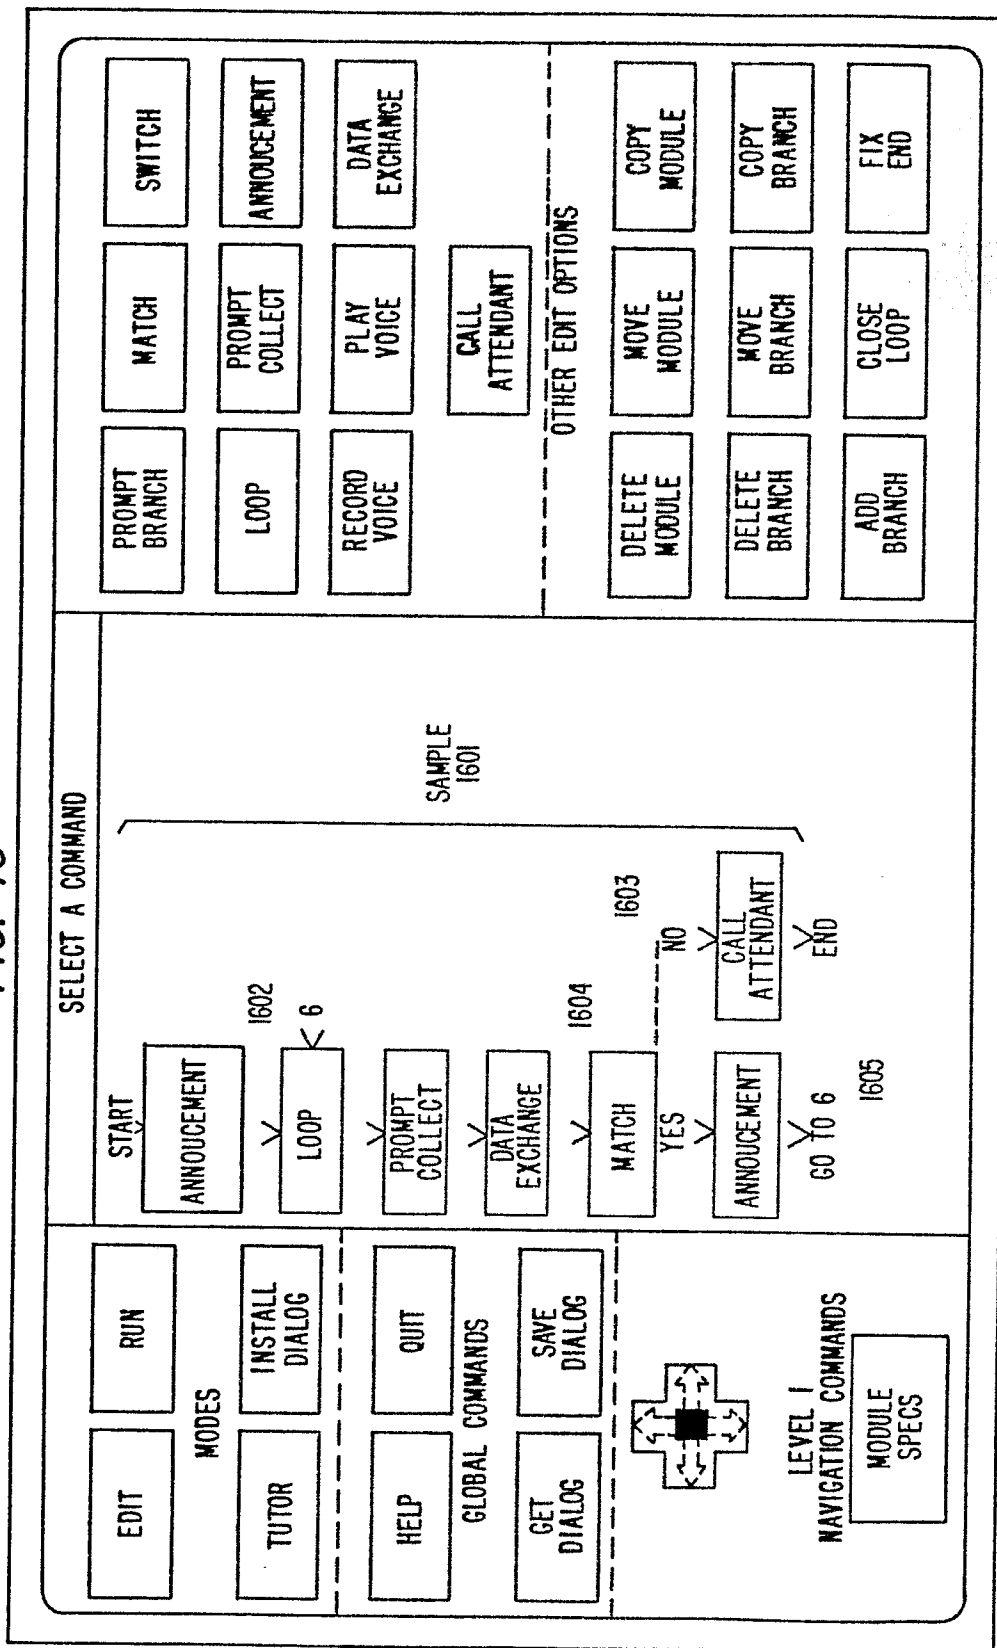 FIG. 16
SELECT A COMMAND
EDIT
RUN
MODES
TUTOR
INSTALL
DIALOG
HELP
QUIT
GLOBAL COMMANDS
GET
DIALOG
SAVE
DIALOG
LEVEL 1
NAVIGATION COMMANDS
MODULE
SPECS
START
ANNOUCEMENT
1602
LOOP
6
PROMPT
COLLECT
DATA
EXCHANGE
1604
MATCH
1603
YES
NO
ANNOUCEMENT
CALL
ATTENDANT
GO TO 6
END
1605
SAMPLE
1601
PROMPT
BRANCH
MATCH
SWITCH
LOOP
PROMPT
COLLECT
ANNOUCEMENT
RECORD
VOICE
PLAY
VOICE
DATA
EXCHANGE
CALL
ATTENDANT
OTHER EDIT OPTIONS
DELETE
MODULE
MOVE
MODULE
COPY
MODULE
DELETE
BRANCH
MOVE
BRANCH
COPY
BRANCH
ADD
BRANCH
CLOSE
LOOP
FIX
END